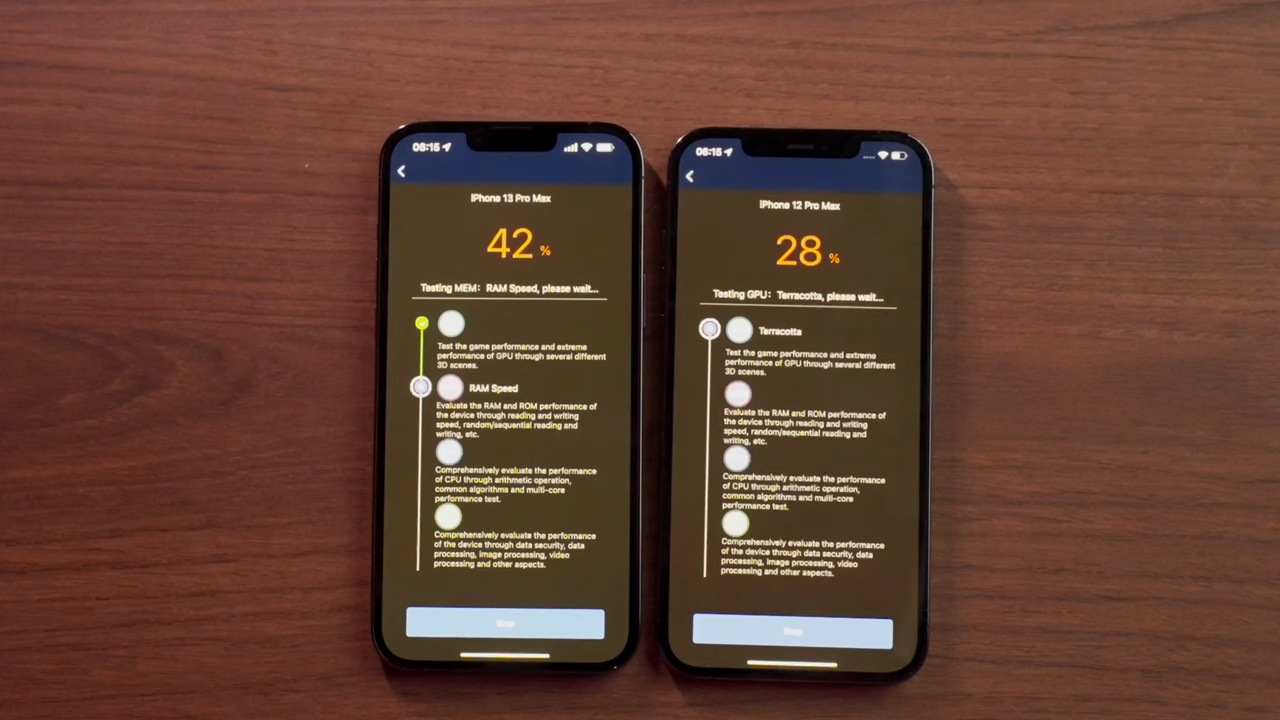 06:15
iPhone 13 Pro Max
42 %
Testing MEM: RAM Speed, please wait...
Test the game performance and extreme
performance of GPU through several different
3D scenes.
RAM Speed
Evaluate the RAM and ROM performance of
the device through reading and writing
speed, random/sequential reading and
writing, etc.
Comprehensively evaluate the performance
of CPU through arithmetic operation,
common algorithms and multi-core
performance test.
Comprehensively evaluate the performance
of the device through data security, data
processing, image processing, video
processing and other aspects.
Stop
06:15
iPhone 12 Pro Max
28 %
Testing GPU: Terracotta, please wait...
Terracotta
Test the game performance and extreme
performance of GPU through several different
3D scenes.
Evaluate the RAM and ROM performance of
the device through reading and writing
speed, random/sequential reading and
writing, etc.
Comprehensively evaluate the performance
of CPU through arithmetic operation,
common algorithms and multi-core
performance test.
Comprehensively evaluate the performance
of the device through data security, data
processing, image processing, video
processing and other aspects.
Stop